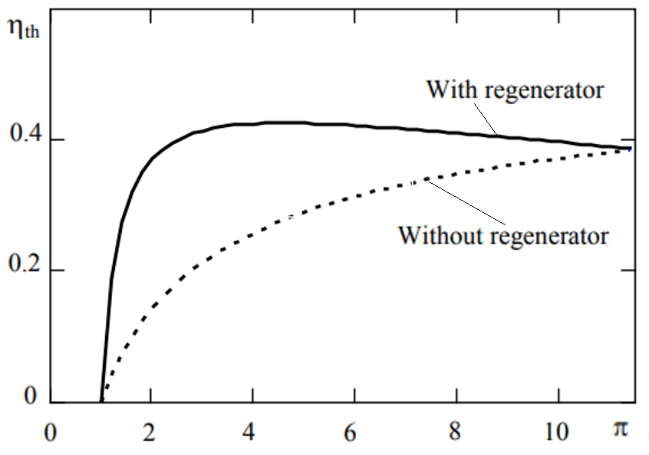 ηth
With regenerator
0.4
Without regenerator
0.2
0
0 2 4 6 8 10 π